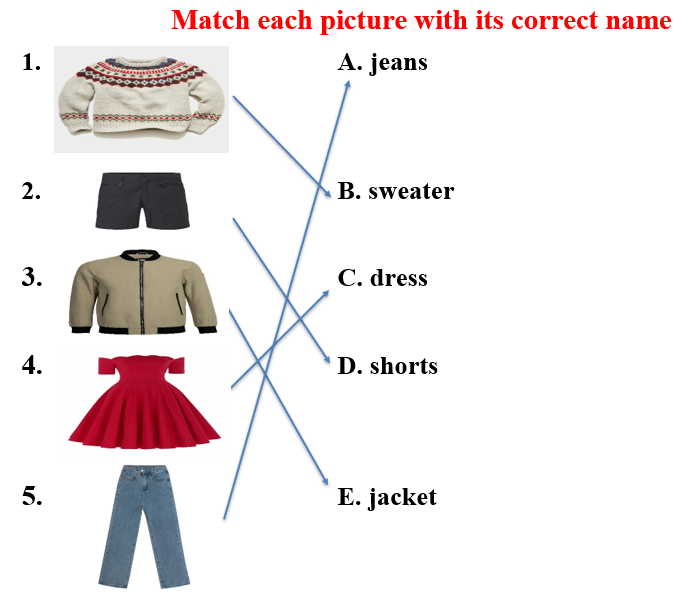 Match each picture with its correct name
1. A. jeans
2. B. sweater
3. C. dress
4. D. shorts
5. E. jacket